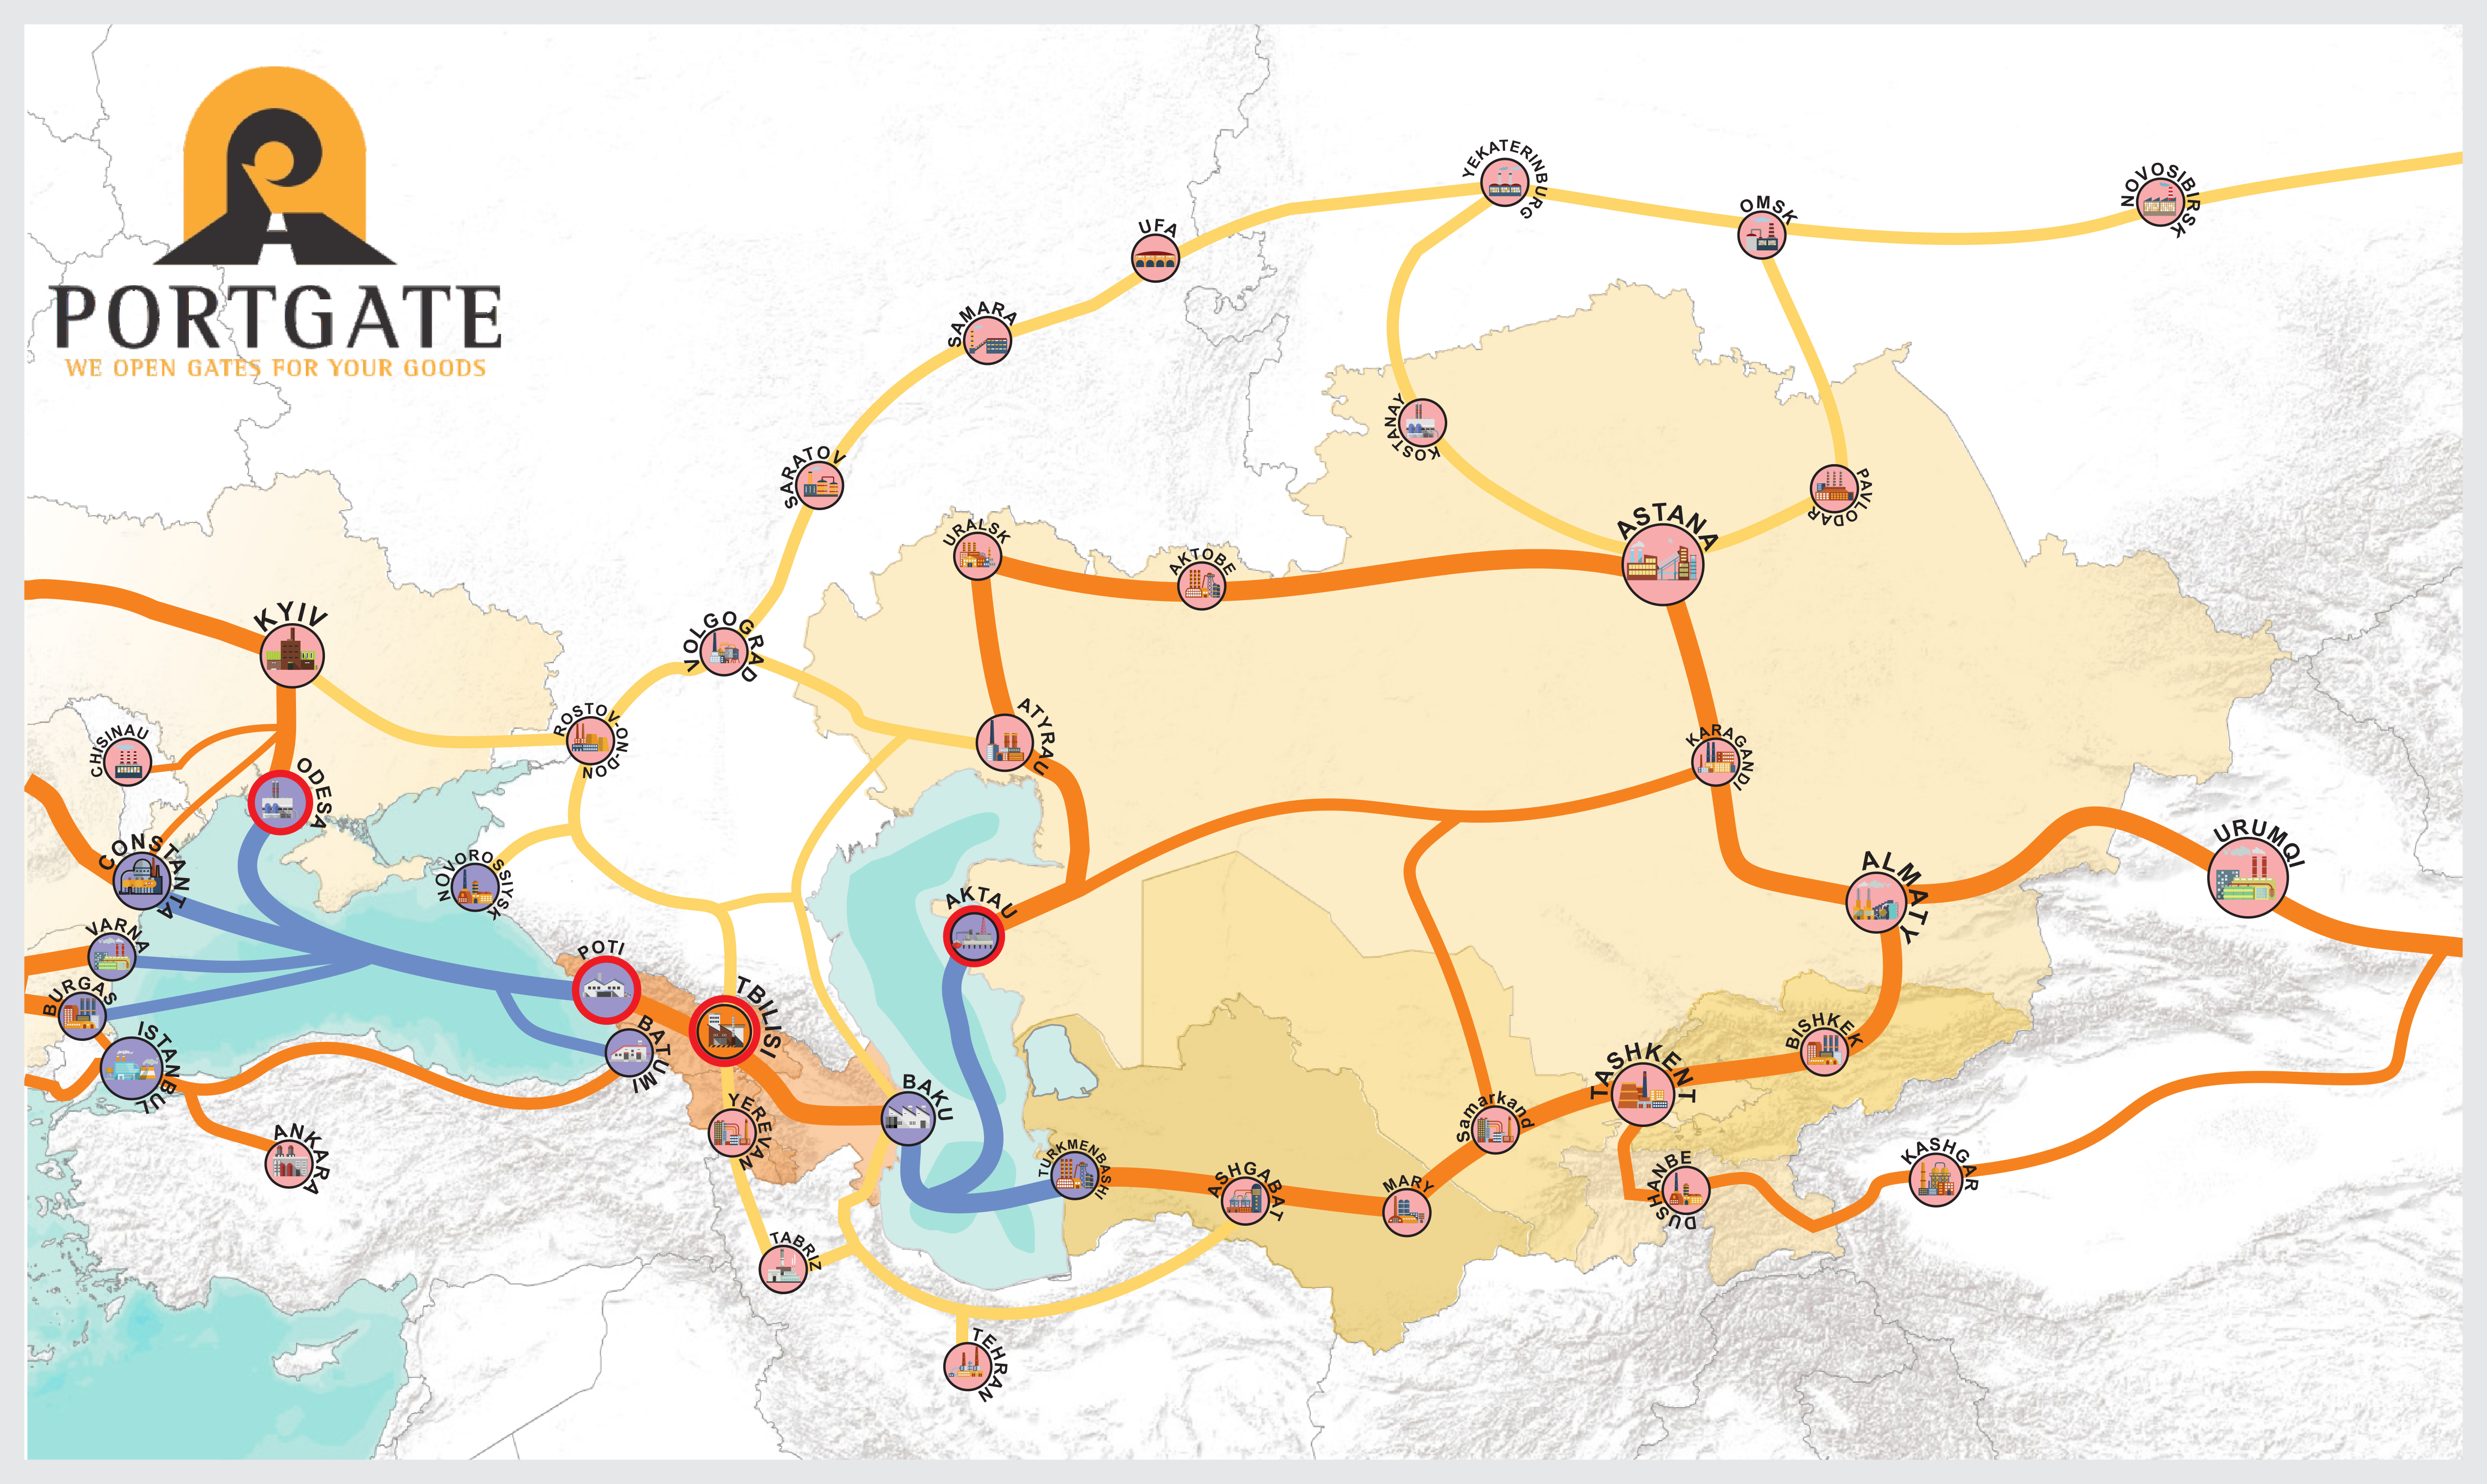 PORTGATE
WE OPEN GATES FOR YOUR GOODS
YEKATERINBURG
NOVOSIBIRSK
OMSK
UFA
SAMARA
KOSTANAY
SARATOV
PAVLODAR
ASTANA
URALSK
AKTOBE
KYIV
VOLGOGRAD
ROSTOV-ON-DON
ATYRAU
CHISINAU
KARAGANDI
ODESA
URUMQI
CONSTANTA
NOVOROSSIYSK
ALMATY
AKTAU
VARNA
POTI
BURGAS
TBILISI
ISTANBUL
BATUMI
BISHKEK
TASHKENT
BAKU
YEREVAN
Samarkand
ANKARA
TURKMENBASHI
ASHGABAT
MARY
DUSHANBE
KASHGAR
TABRIZ
TEHRAN